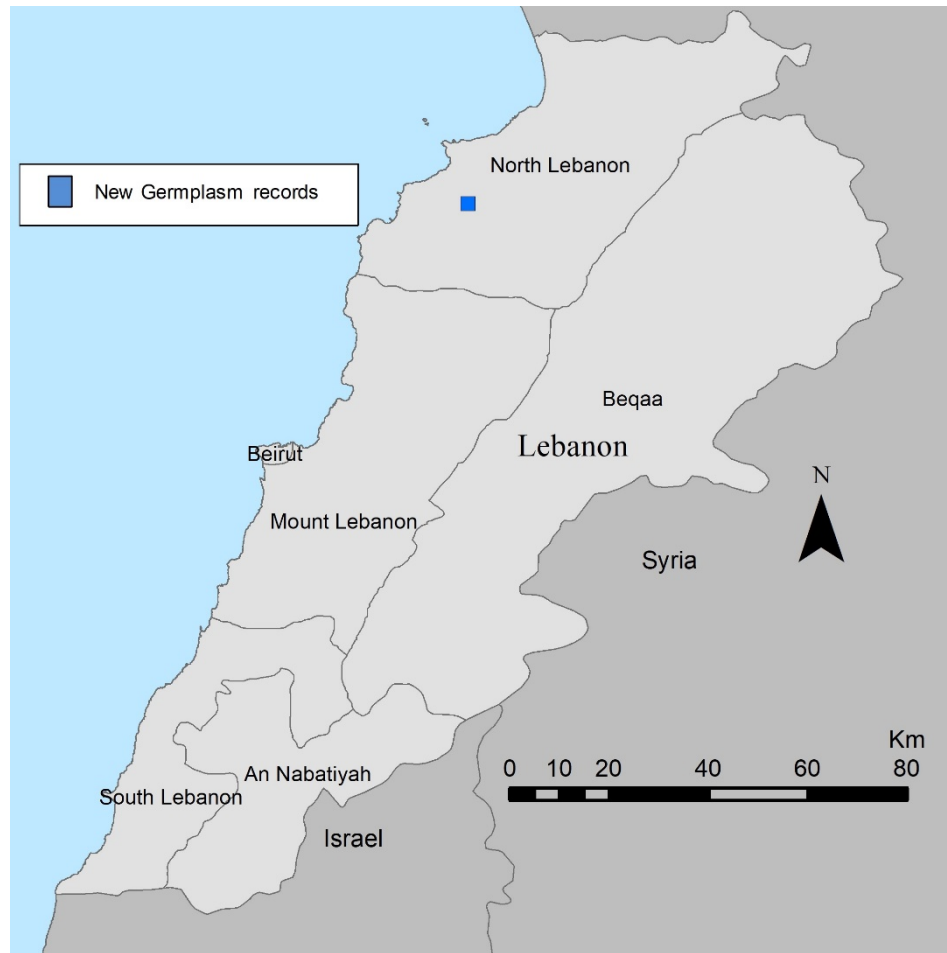 North Lebanon
New Germplasm records
Beqaa
Lebanon
Beirut
Mount Lebanon
N
Syria
Km
0 10 20 40 60 80
An Nabatiyah
South Lebanon
Israel